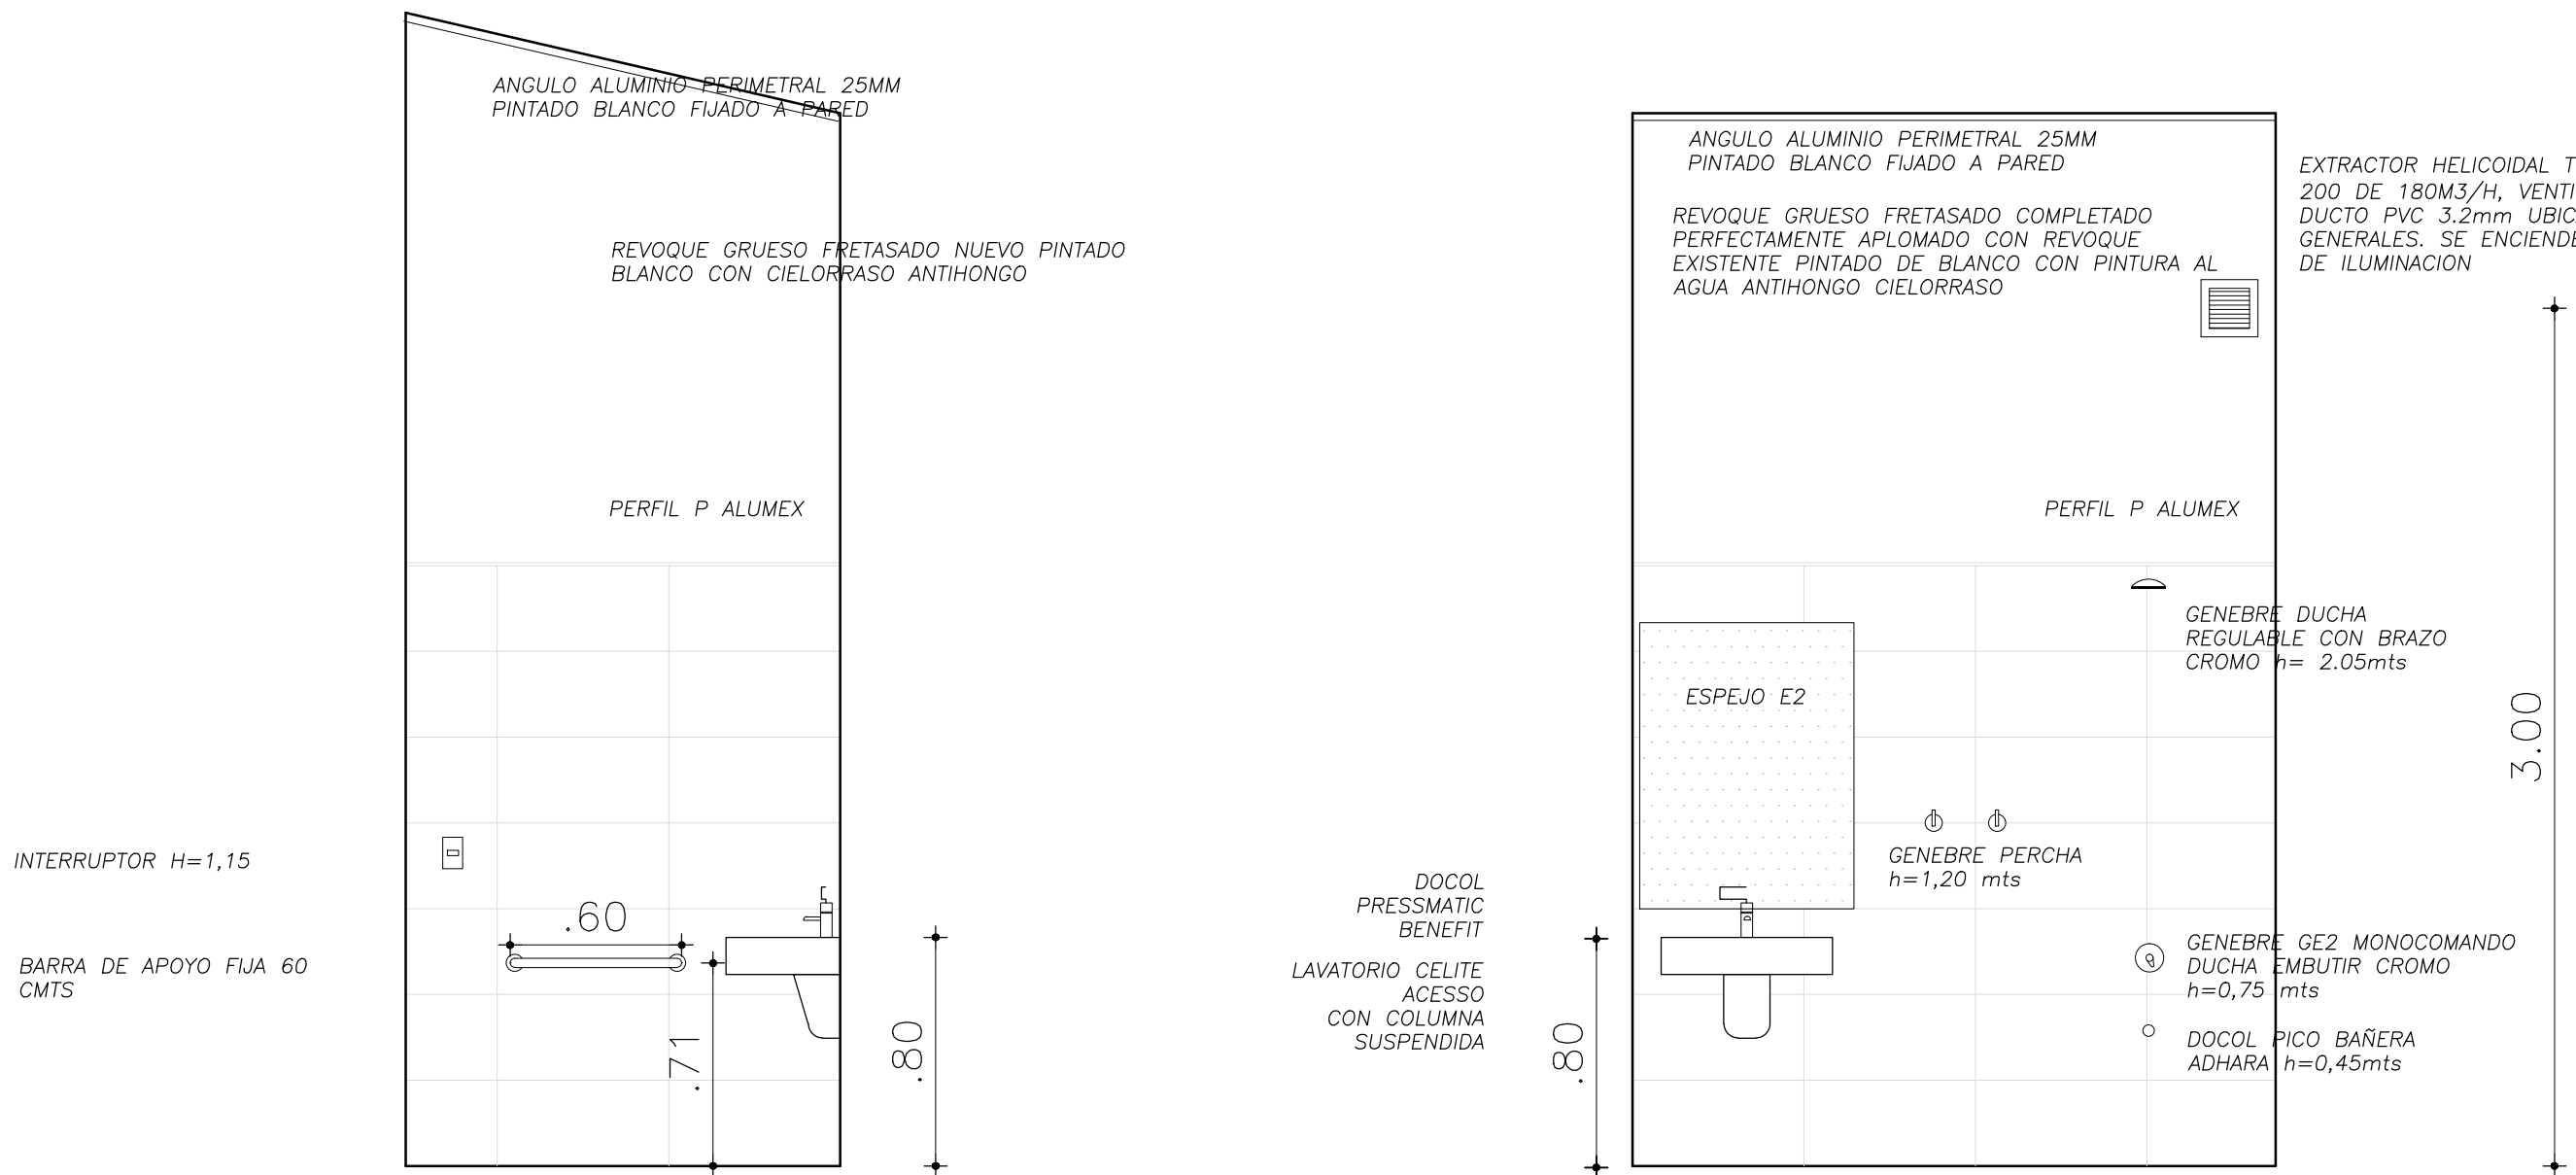 ANGULO ALUMINIO PERIMETRAL 25MM
PINTADO BLANCO FIJADO A PARED
REVOQUE GRUESO FRETASADO NUEVO PINTADO
BLANCO CON CIELORRASO ANTIHONGO
PERFIL P ALUMEX
INTERRUPTOR H=1,15
.60
BARRA DE APOYO FIJA 60
CMTS
.71
.80
ANGULO ALUMINIO PERIMETRAL 25MM
PINTADO BLANCO FIJADO A PARED
REVOQUE GRUESO FRETASADO COMPLETADO
PERFECTAMENTE APLOMADO CON REVOQUE
EXISTENTE PINTADO DE BLANCO CON PINTURA AL
AGUA ANTIHONGO CIELORRASO
EXTRACTOR HELICOIDAL T
200 DE 180M3/H, VENTI
DUCTO PVC 3.2mm UBIC
GENERALES. SE ENCIENDE
DE ILUMINACION
PERFIL P ALUMEX
GENEBRE DUCHA
REGULABLE CON BRAZO
CROMO h= 2.05mts
ESPEJO E2
3.00
GENEBRE PERCHA
h=1,20 mts
DOCOL
PRESSMATIC
BENEFIT
LAVATORIO CELITE
ACESSO
CON COLUMNA
SUSPENDIDA
.80
GENEBRE GE2 MONOCOMANDO
DUCHA EMBUTIR CROMO
h=0,75 mts
DOCOL PICO BAÑERA
ADHARA h=0,45mts